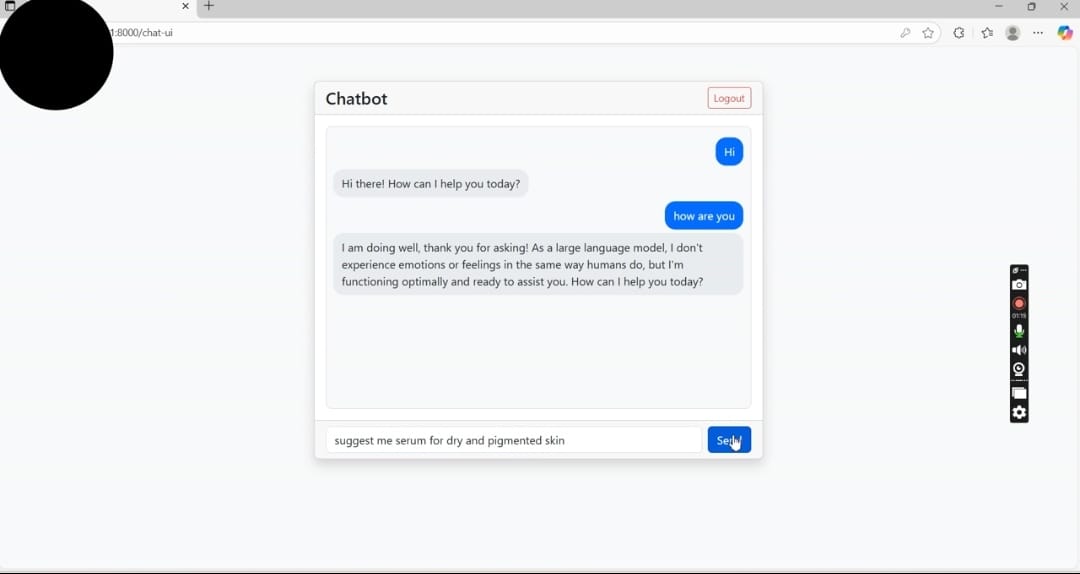 1:8000/chat-ui
Chatbot
Logout
Hi
Hi there! How can I help you today?
how are you
I am doing well, thank you for asking! As a large language model, I don't
experience emotions or feelings in the same way humans do, but I'm
functioning optimally and ready to assist you. How can I help you today?
01:19
suggest me serum for dry and pigmented skin